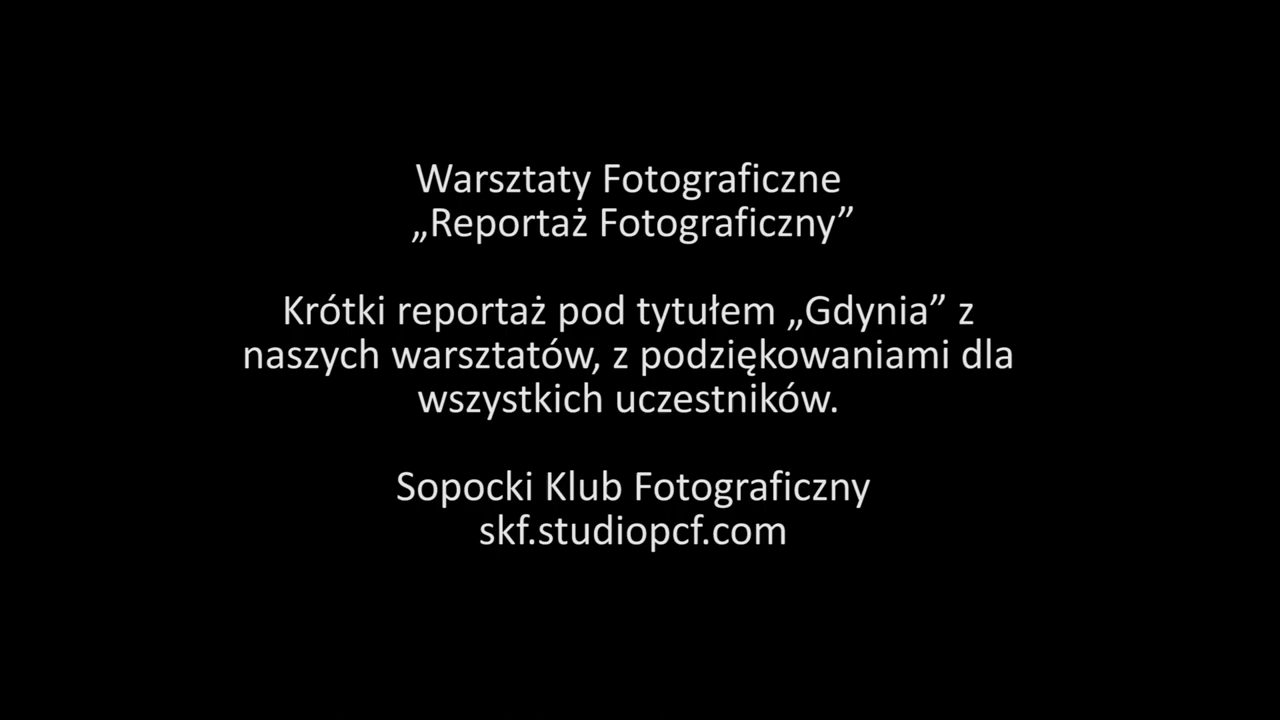 Warsztaty Fotograficzne
„Reportaż Fotograficzny”
Krótki reportaż pod tytułem „Gdynia” z
naszych warsztatów, z podziękowaniami dla
wszystkich uczestników.
Sopocki Klub Fotograficzny
skf.studiopcf.com